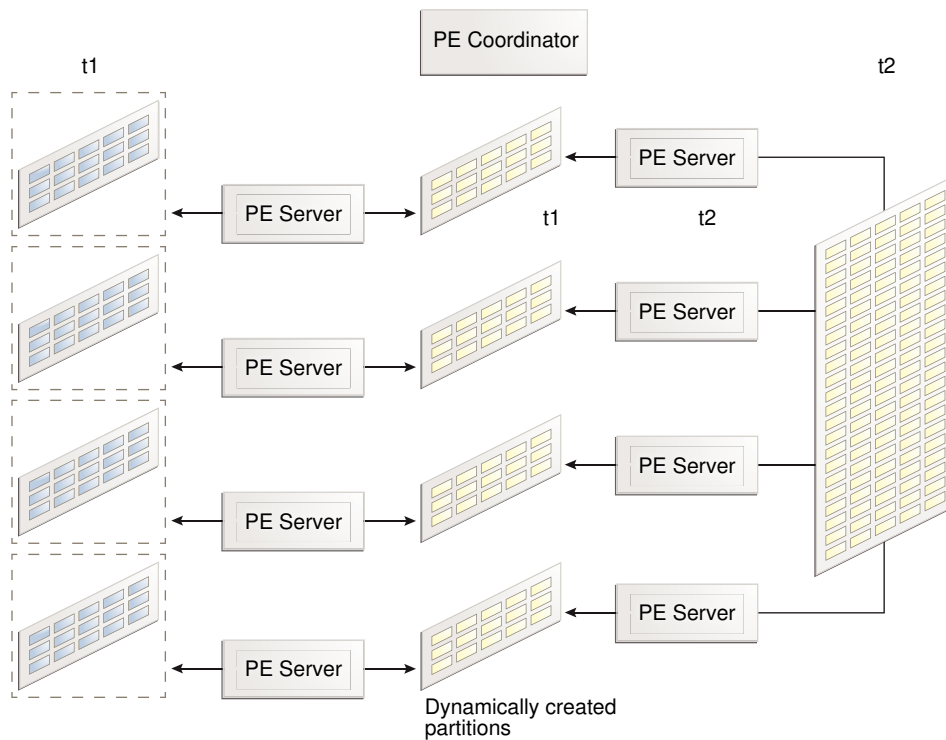 PE Coordinator
t1
t2
PE Server
PE Server
t1
t2
PE Server
PE Server
PE Server
PE Server
PE Server
PE Server
Dynamically created
partitions